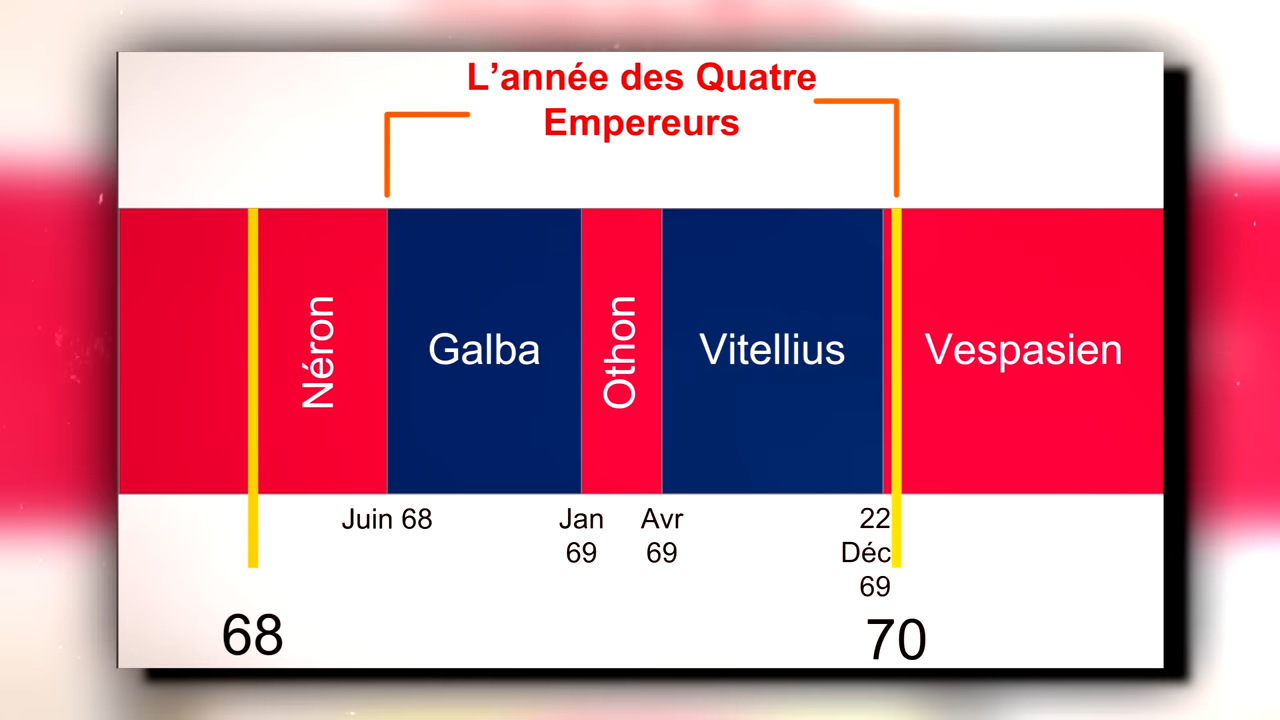 L’année des Quatre
Empereurs
Néron
Galba
Othon
Vitellius
Vespasien
Juin 68
Jan
69
Avr
69
22
Déc
69
68
70